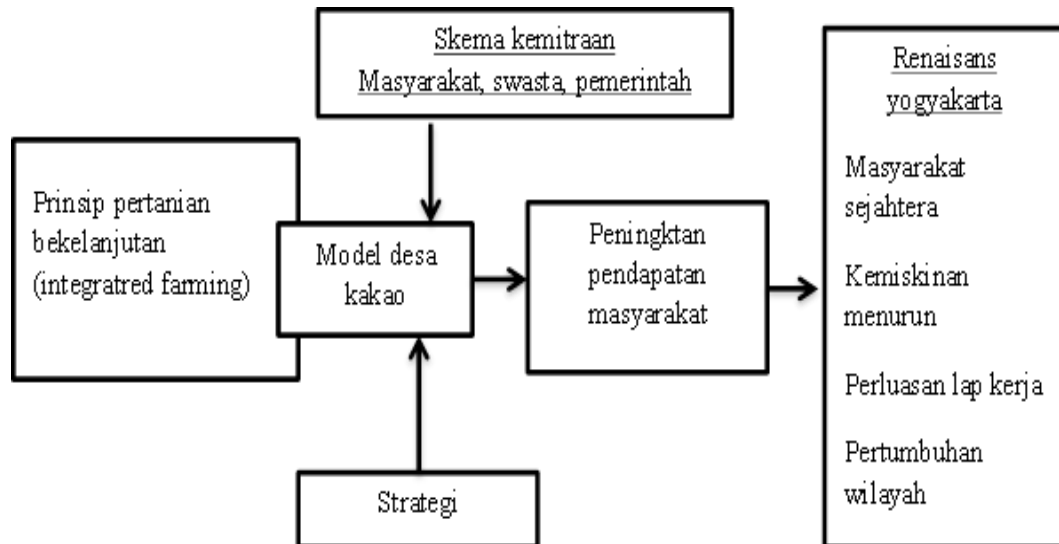 Skema kemitraan
Masyarakat, swasta, pemerintah
Prinsip pertanian
bekelanjutan
(integratred farming)
Model desa
kakao
Peningktan
pendapatan
masyarakat
Renaisans
yogyakarta
Masyarakat
sejahtera
Kemiskinan
menurun
Perluasan lap kerja
Pertumbuhan
wilayah
Strategi